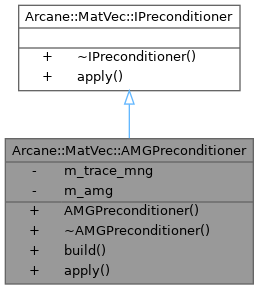 Arcane::MatVec::IPreconditioner
+ ~IPreconditioner()
+ apply()
Arcane::MatVec::AMGPreconditioner
- m_trace_mng
- m_amg
+ AMGPreconditioner()
+ ~AMGPreconditioner()
+ build()
+ apply()